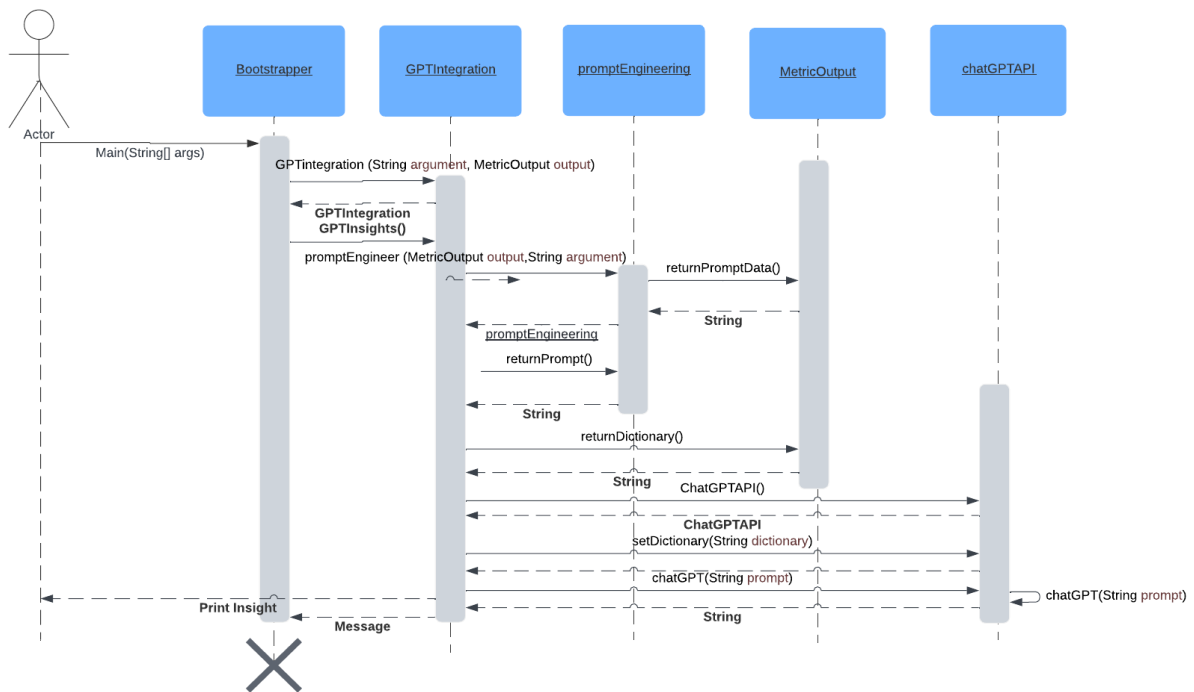 Bootstrapper
GPTIntegration
promptEngineering
MetricOutput
chatGPTAPI
Actor
Main(String[] args)
GPTintegration (String argument, MetricOutput output)
GPTIntegration
GPTInsights()
promptEngineer (MetricOutput output,String argument)
returnPromptData()
String
promptEngineering
returnPrompt()
String
returnDictionary()
String
ChatGPTAPI()
ChatGPTAPI
setDictionary(String dictionary)
chatGPT(String prompt)
chatGPT(String prompt)
Print Insight
String
Message